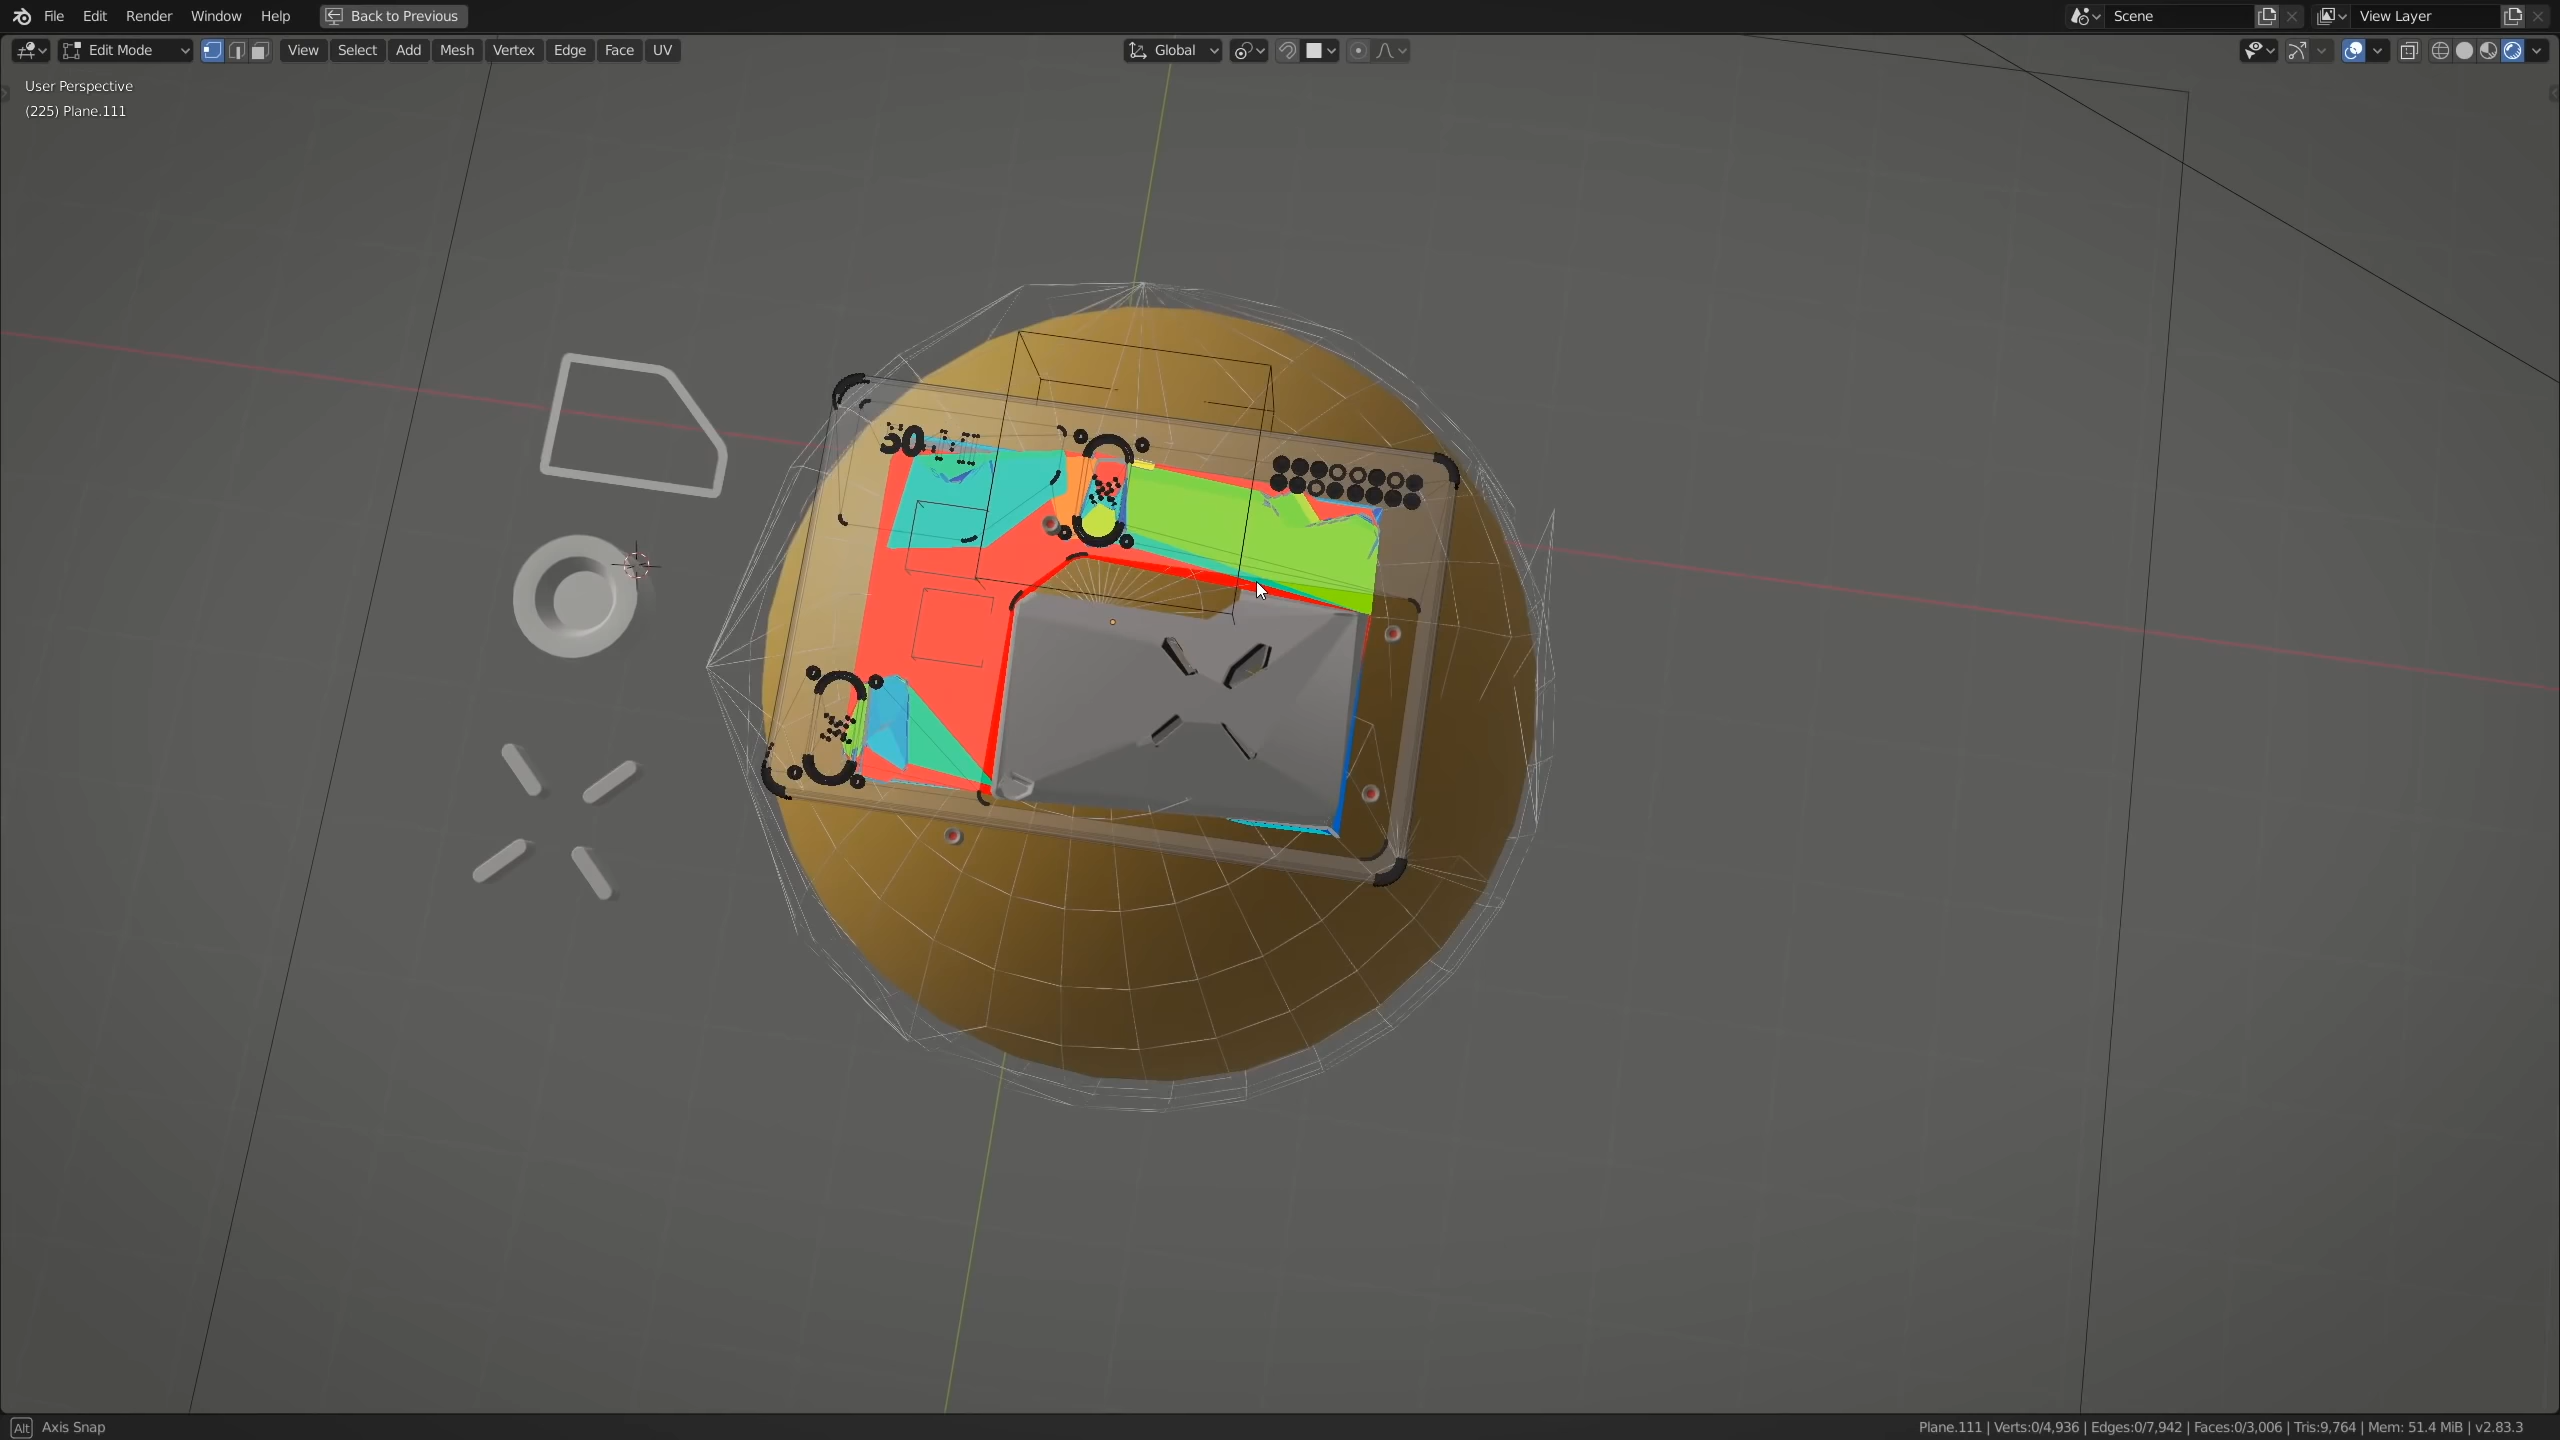 File Edit Render Window Help Back to Previous Scene View Layer
Edit Mode View Select Add Mesh Vertex Edge Face UV Global
User Perspective
(225) Plane.111
30
Alt Axis Snap Plane.111 | Verts:0/4,936 | Edges:0/7,942 | Faces:0/3,006 | Tris:9,764 | Mem: 51.4 MiB | v2.83.3